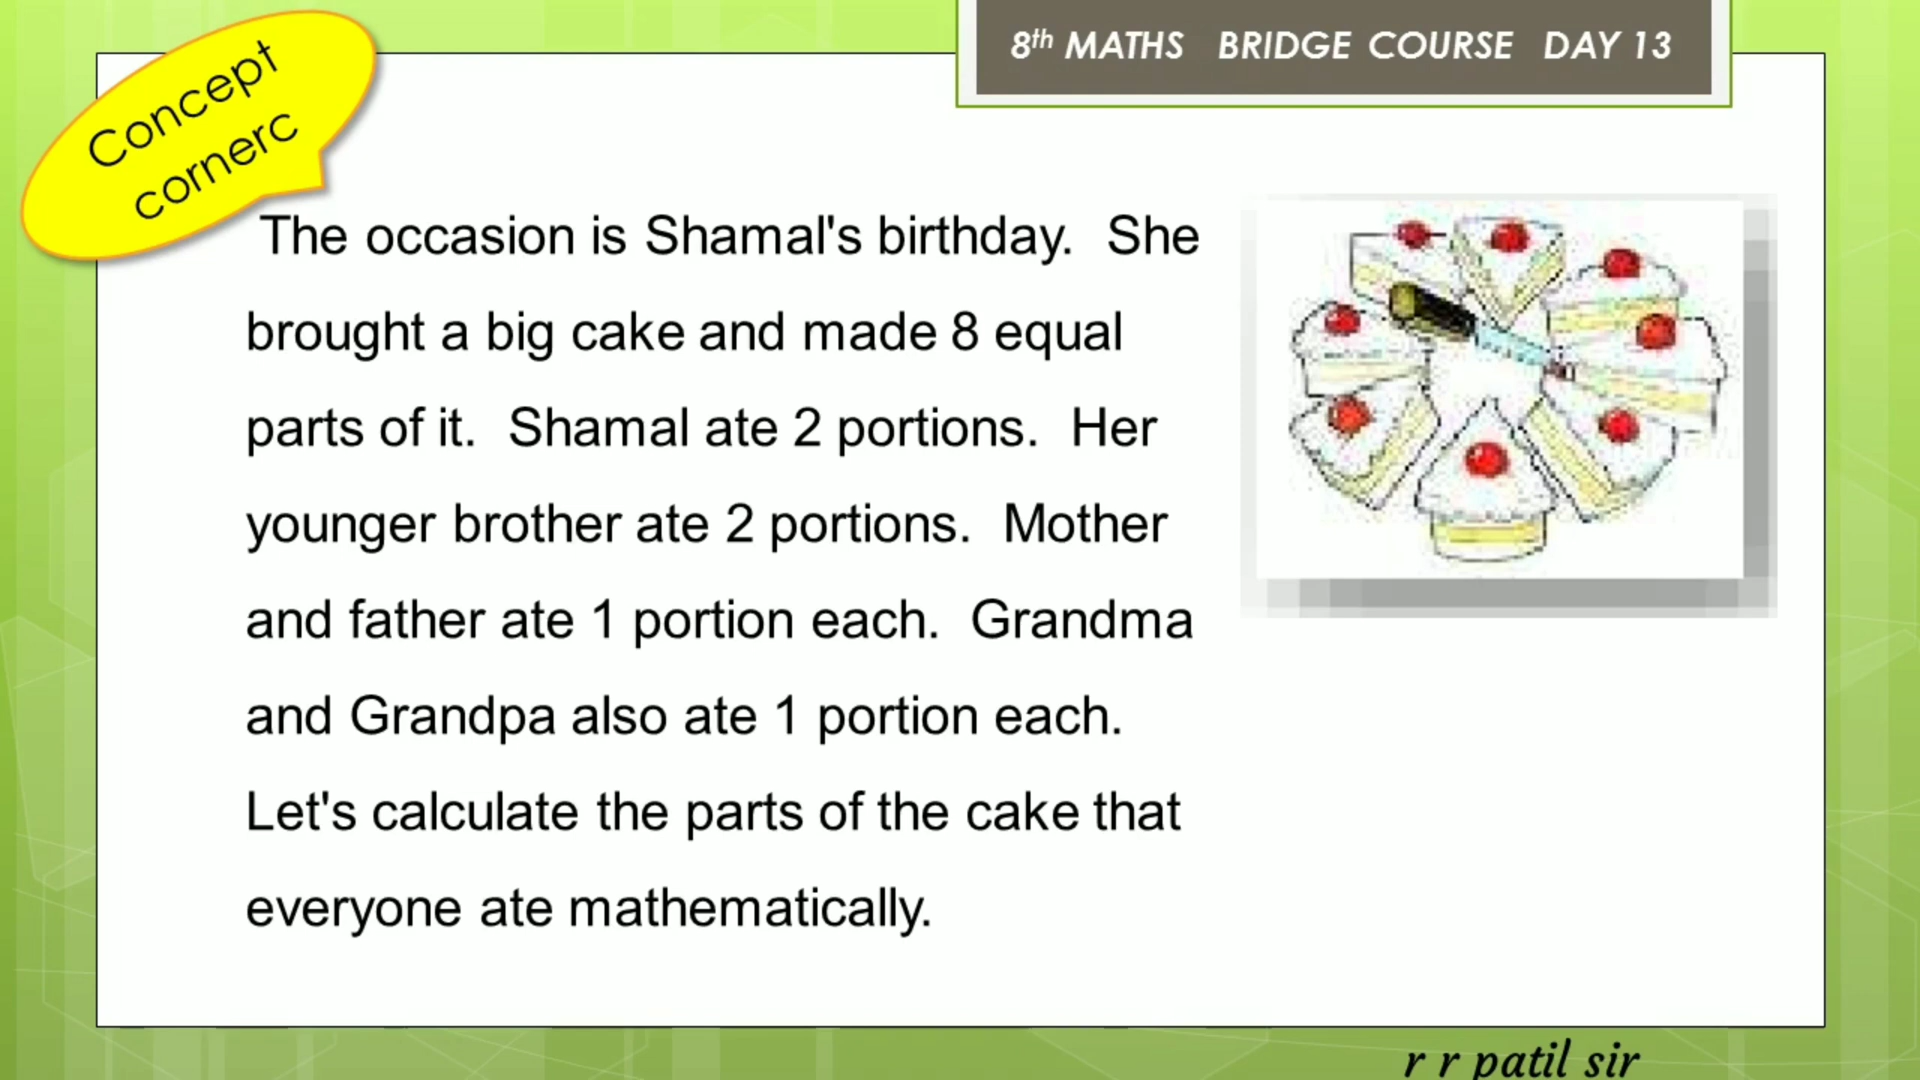 8th MATHS BRIDGE COURSE DAY 13
Concept
cornerc
The occasion is Shamal's birthday. She
brought a big cake and made 8 equal
parts of it. Shamal ate 2 portions. Her
younger brother ate 2 portions. Mother
and father ate 1 portion each. Grandma
and Grandpa also ate 1 portion each.
Let's calculate the parts of the cake that
everyone ate mathematically.
r r patil sir